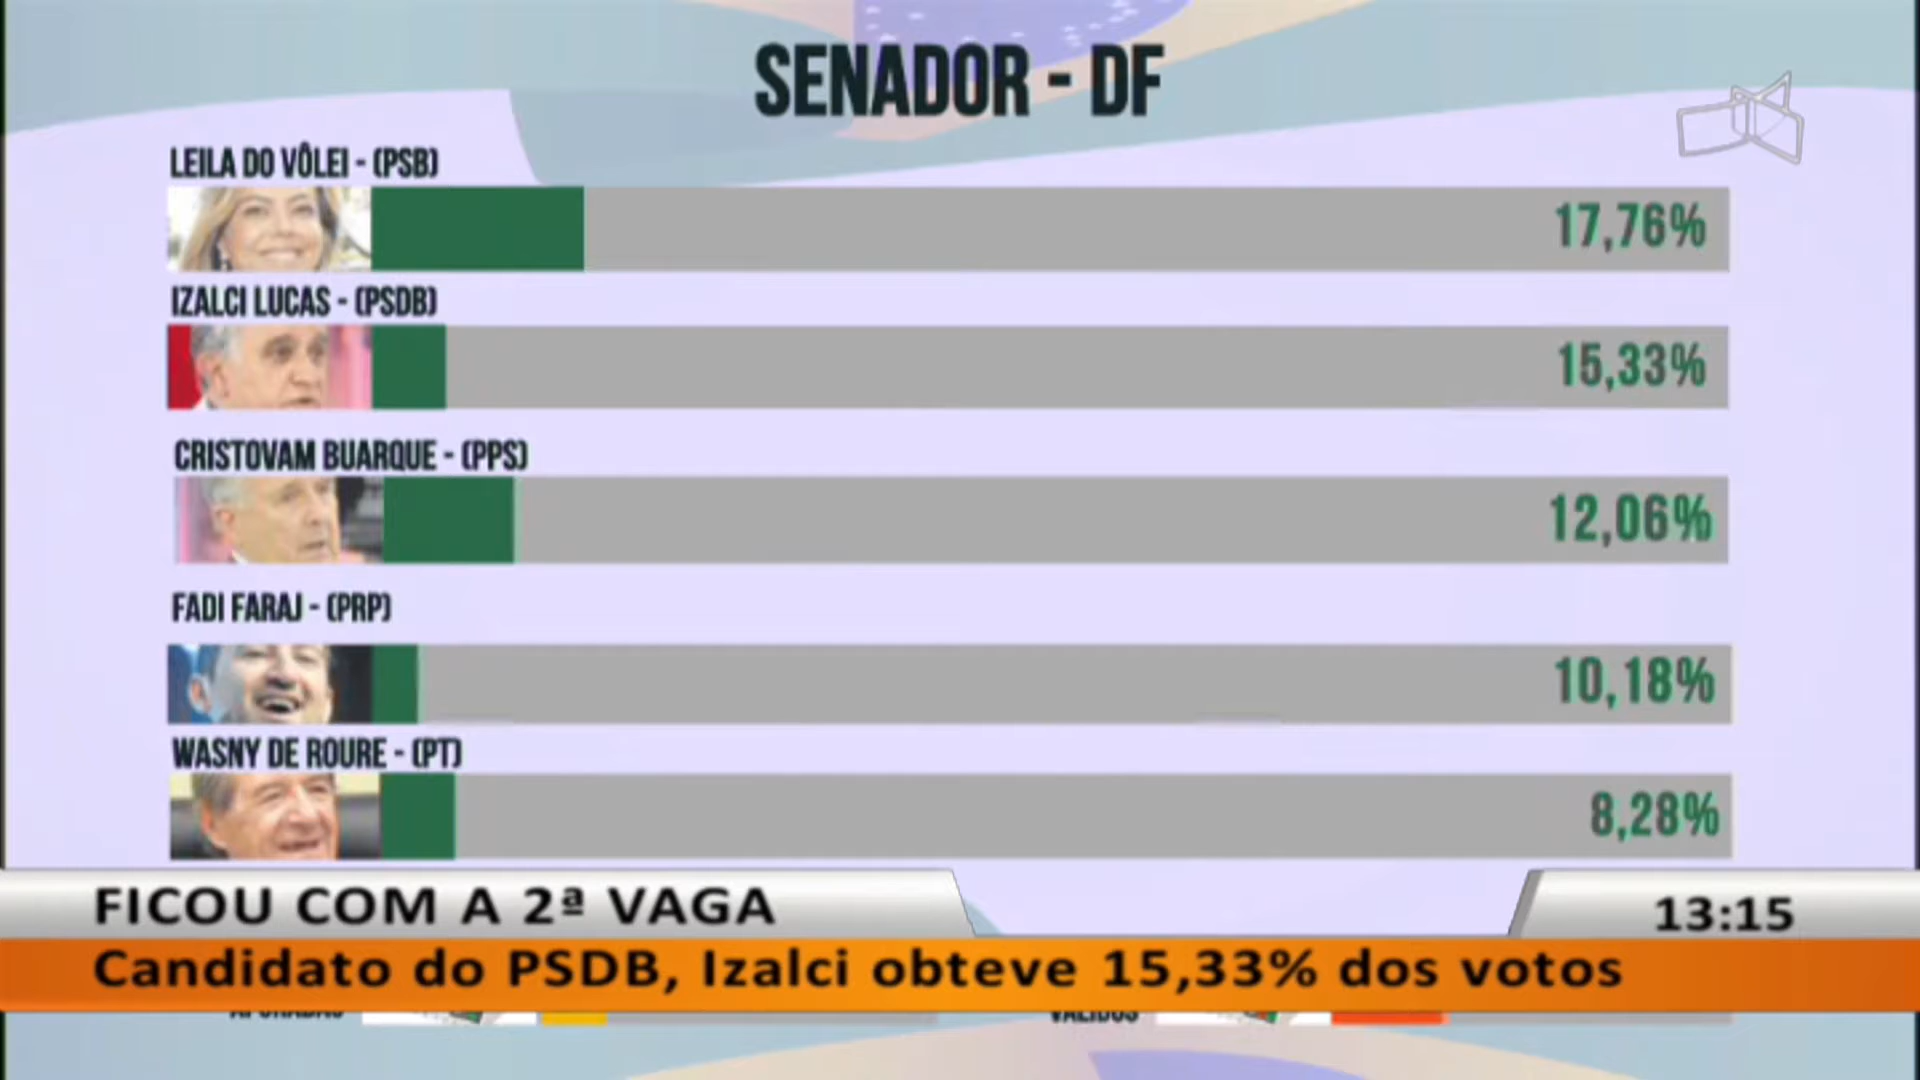 SENADOR - DF
LEILA DO VÔLEI - (PSB)
17,76%
IZALCI LUCAS - (PSDB)
15,33%
CRISTOVAM BUARQUE - (PPS)
12,06%
FADI FARAJ - (PRP)
10,18%
WASNY DE ROURE - (PT)
8,28%
FICOU COM A 2ª VAGA
13:15
Candidato do PSDB, Izalci obteve 15,33% dos votos